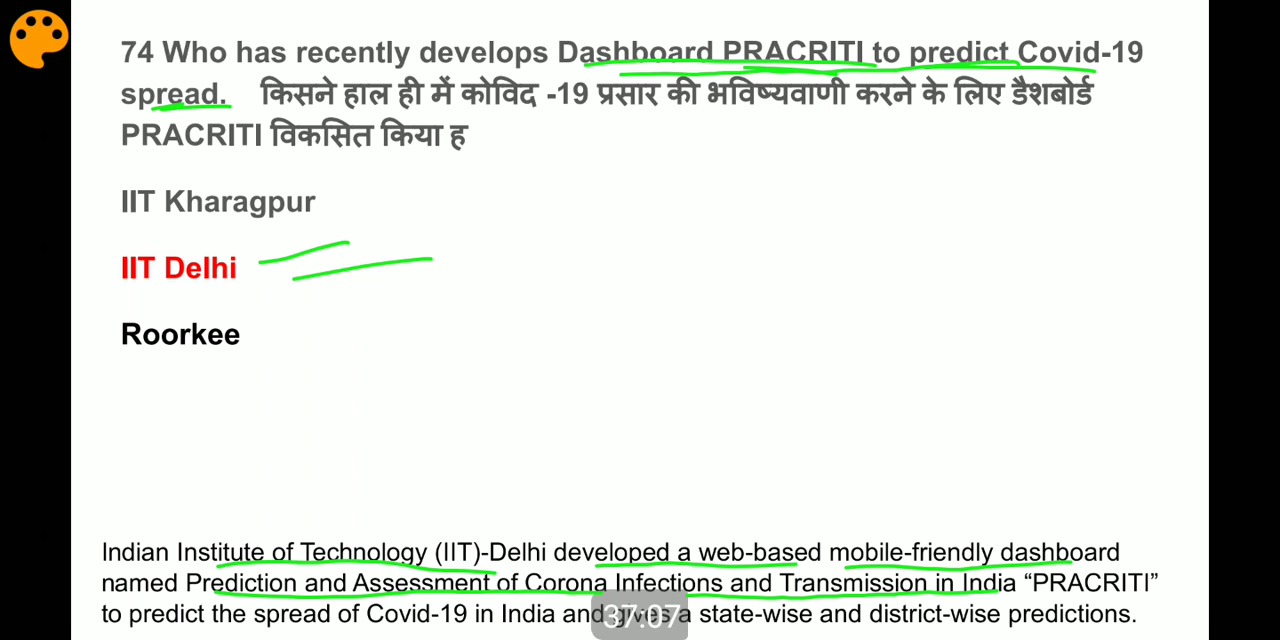 74 Who has recently develops Dashboard PRACRITI to predict Covid-19
spread. किसने हाल ही में कोविद -19 प्रसार की भविष्यवाणी करने के लिए डैशबोर्ड
PRACRITI विकसित किया ह
IIT Kharagpur
IIT Delhi
Roorkee
Indian Institute of Technology (IIT)-Delhi developed a web-based mobile-friendly dashboard
named Prediction and Assessment of Corona Infections and Transmission in India “PRACRITI”
to predict the spread of Covid-19 in India and gives a state-wise and district-wise predictions.
37:07